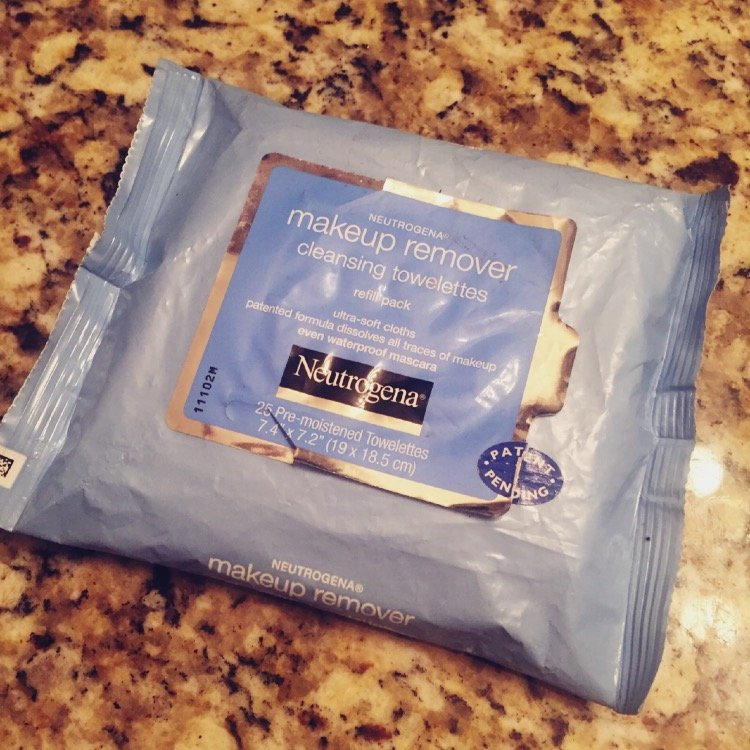 NEUTROGENA®
makeup remover
cleansing towelettes
refill pack
ultra-soft cloths
patented formula dissolves all traces of makeup
even waterproof mascara
Neutrogena®
11102M
25 Pre-moistened Towelettes
7.4" x 7.2" (19 x 18.5 cm)
PATENT
PENDING
NEUTROGENA®
makeup remover